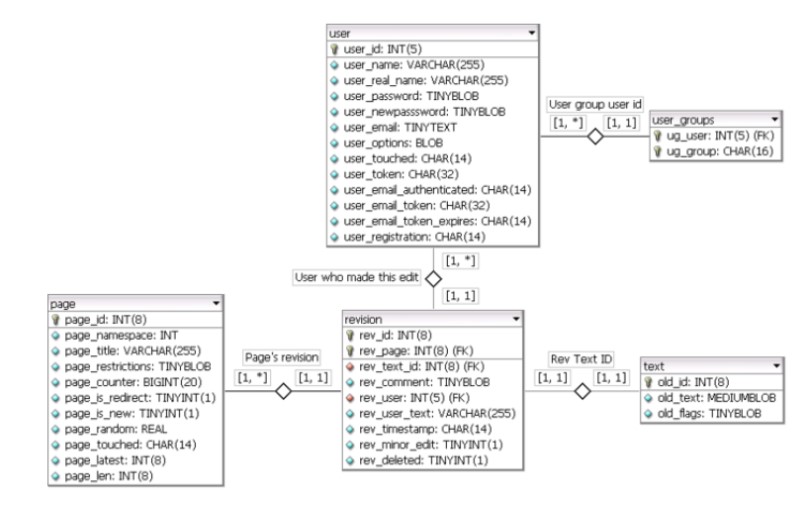 user
user_id: INT(5)
user_name: VARCHAR(255)
user_real_name: VARCHAR(255)
user_password: TINYBLOB
user_newpasssword: TINYBLOB
user_email: TINYTEXT
user_options: BLOB
user_touched: CHAR(14)
user_token: CHAR(32)
user_email_authenticated: CHAR(14)
user_email_token: CHAR(32)
user_email_token_expires: CHAR(14)
user_registration: CHAR(14)
User group user id
[1, *] [1, 1]
user_groups
ug_user: INT(5) (FK)
ug_group: CHAR(16)
[1, *]
User who made this edit
[1, 1]
page
page_id: INT(8)
page_namespace: INT
page_title: VARCHAR(255)
page_restrictions: TINYBLOB
page_counter: BIGINT(20)
page_is_redirect: TINYINT(1)
page_is_new: TINYINT(1)
page_random: REAL
page_touched: CHAR(14)
page_latest: INT(8)
page_len: INT(8)
Page's revision
[1, *] [1, 1]
revision
rev_id: INT(8)
rev_page: INT(8) (FK)
rev_text_id: INT(8) (FK)
rev_comment: TINYBLOB
rev_user: INT(5) (FK)
rev_user_text: VARCHAR(255)
rev_timestamp: CHAR(14)
rev_minor_edit: TINYINT(1)
rev_deleted: TINYINT(1)
Rev Text ID
[1, 1] [1, 1]
text
old_id: INT(8)
old_text: MEDIUMBLOB
old_flags: TINYBLOB